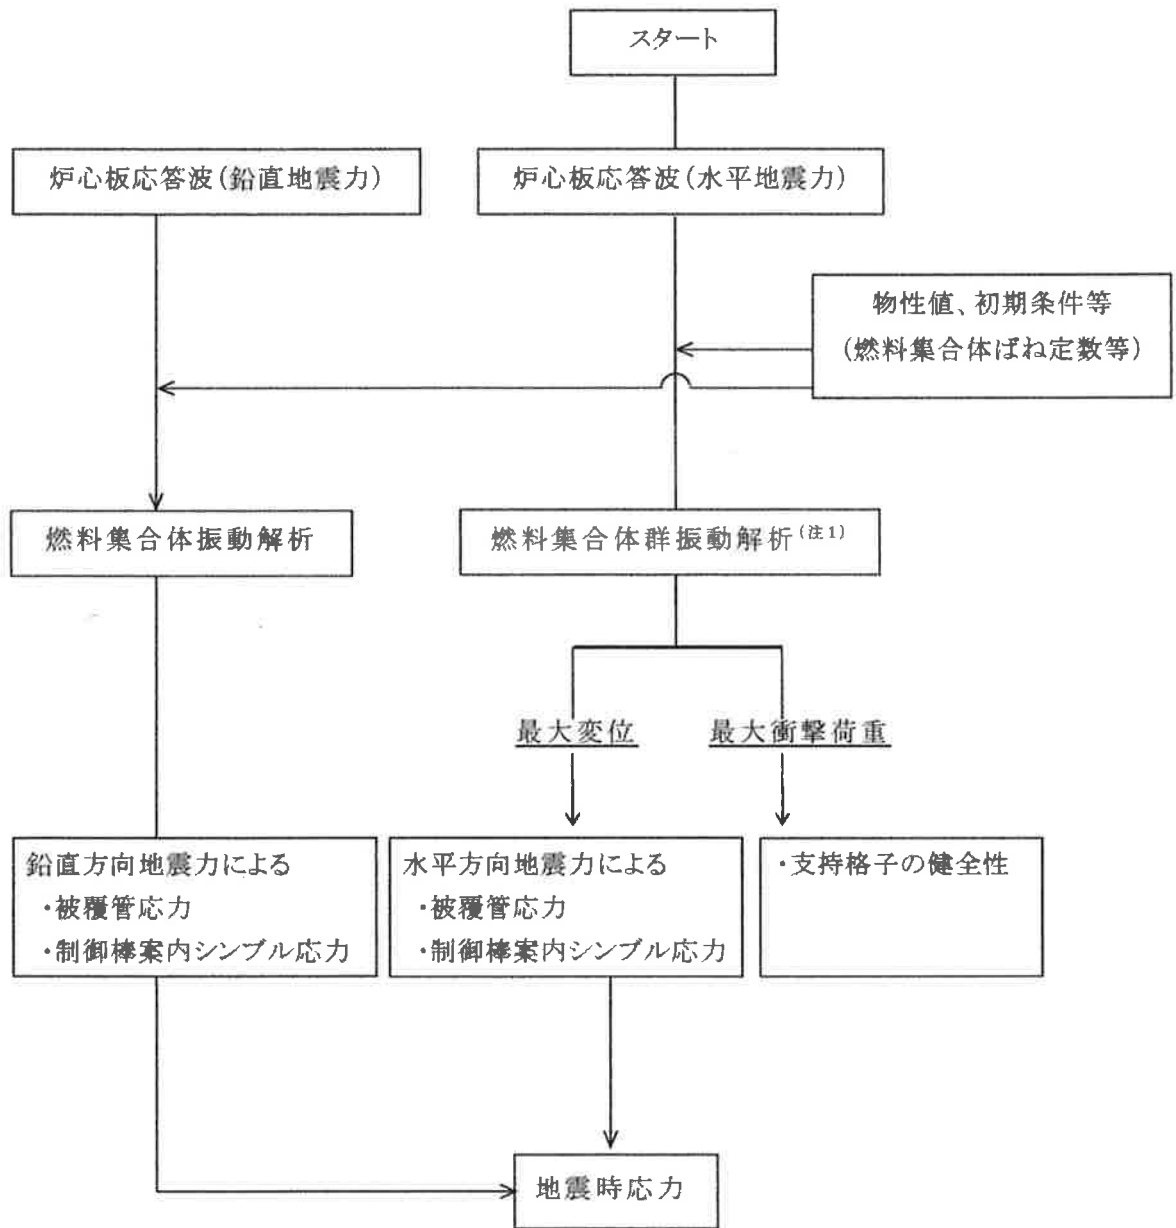 スタート
炉心板応答波(鉛直地震力)
炉心板応答波(水平地震力)
物性値、初期条件等
(燃料集合体ばね定数等)
燃料集合体振動解析
燃料集合体群振動解析(注1)
最大変位
最大衝撃荷重
鉛直方向地震力による
・被覆管応力
・制御棒案内シンブル応力
水平方向地震力による
・被覆管応力
・制御棒案内シンブル応力
・支持格子の健全性
地震時応力